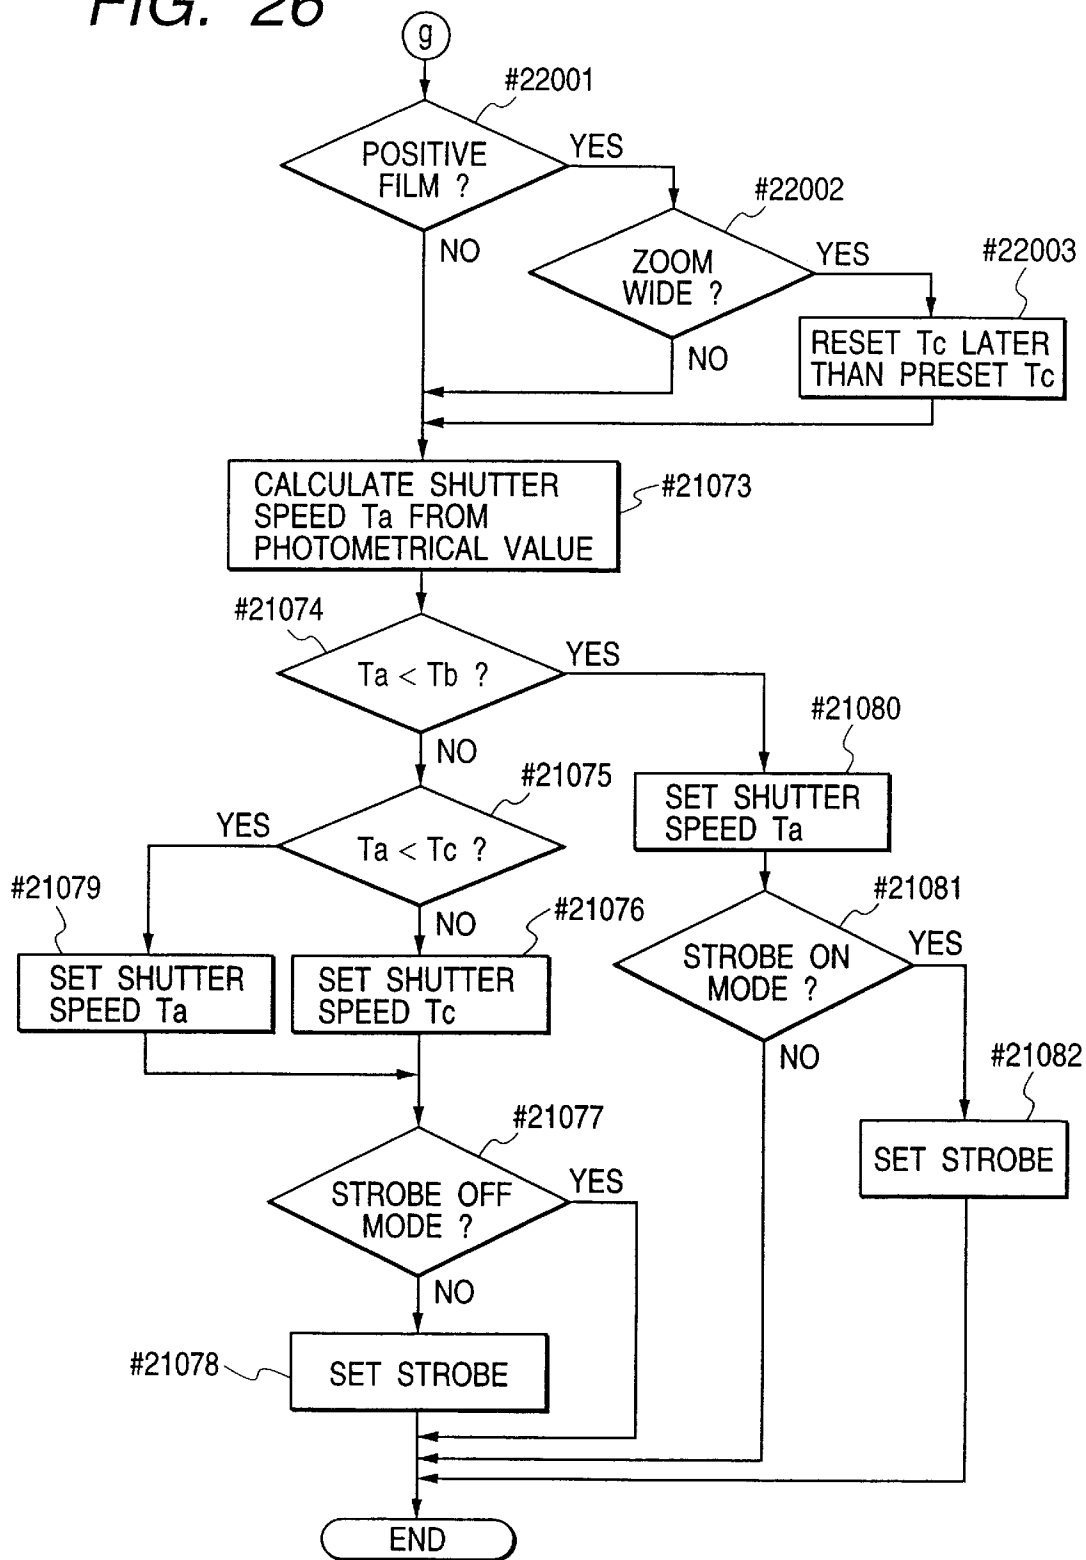 FIG. 26
g
#22001
POSITIVE
FILM ?
YES
NO
#22002
ZOOM
WIDE ?
YES
NO
#22003
RESET Tc LATER
THAN PRESET Tc
CALCULATE SHUTTER
SPEED Ta FROM
PHOTOMETRICAL VALUE
#21073
#21074
Ta < Tb ?
YES
NO
#21075
Ta < Tc ?
YES
NO
#21080
SET SHUTTER
SPEED Ta
#21079
SET SHUTTER
SPEED Ta
#21076
SET SHUTTER
SPEED Tc
#21081
STROBE ON
MODE ?
YES
NO
#21082
SET STROBE
#21077
STROBE OFF
MODE ?
YES
NO
#21078
SET STROBE
END